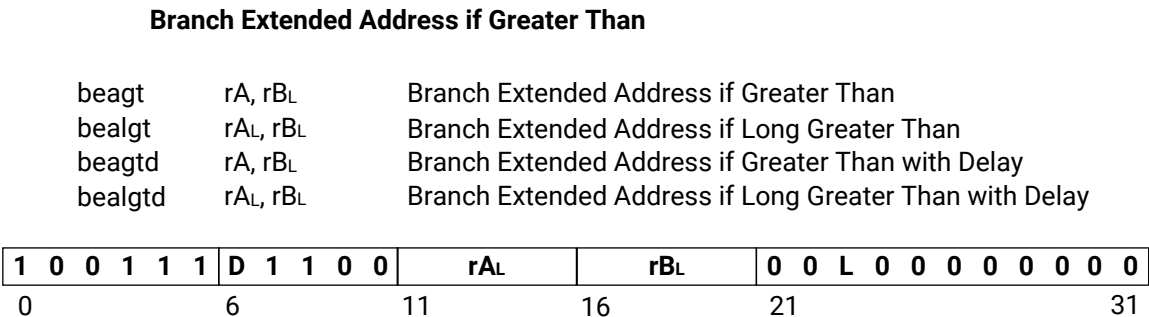 Branch Extended Address if Greater Than
beagt rA, rBL Branch Extended Address if Greater Than
bealgt rAL, rBL Branch Extended Address if Long Greater Than
beagtd rA, rBL Branch Extended Address if Greater Than with Delay
bealgtd rAL, rBL Branch Extended Address if Long Greater Than with Delay
1 0 0 1 1 1 D 1 1 0 0 rAL rBL 0 0 L 0 0 0 0 0 0 0 0
0 6 11 16 21 31